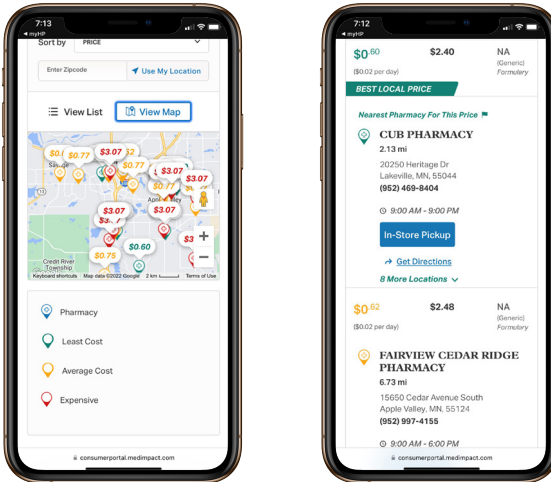 7:13
myHP
Sort by
PRICE
Enter Zipcode
Use My Location
View List
View Map
$0.77
$3.07
$0.77
$3.07
$3.07
$0.77
Apple Valley
$3.07
$3.07
$0.60
$0.75
Credit River
Township
Keyboard shortcuts
Map data ©2022 Google
2 km
Terms of Use
Pharmacy
Least Cost
Average Cost
Expensive
consumerportal.medimpact.com
7:12
myHP
$0.60
$2.40
NA
($0.02 per day)
(Generic)
Formulary
BEST LOCAL PRICE
Nearest Pharmacy For This Price
CUB PHARMACY
2.13 mi
20250 Heritage Dr
Lakeville, MN, 55044
(952) 469-8404
9:00 AM - 9:00 PM
In-Store Pickup
Get Directions
8 More Locations
$0.62
$2.48
NA
($0.02 per day)
(Generic)
Formulary
FAIRVIEW CEDAR RIDGE
PHARMACY
6.73 mi
15650 Cedar Avenue South
Apple Valley, MN, 55124
(952) 997-4155
9:00 AM - 6:00 PM
consumerportal.medimpact.com